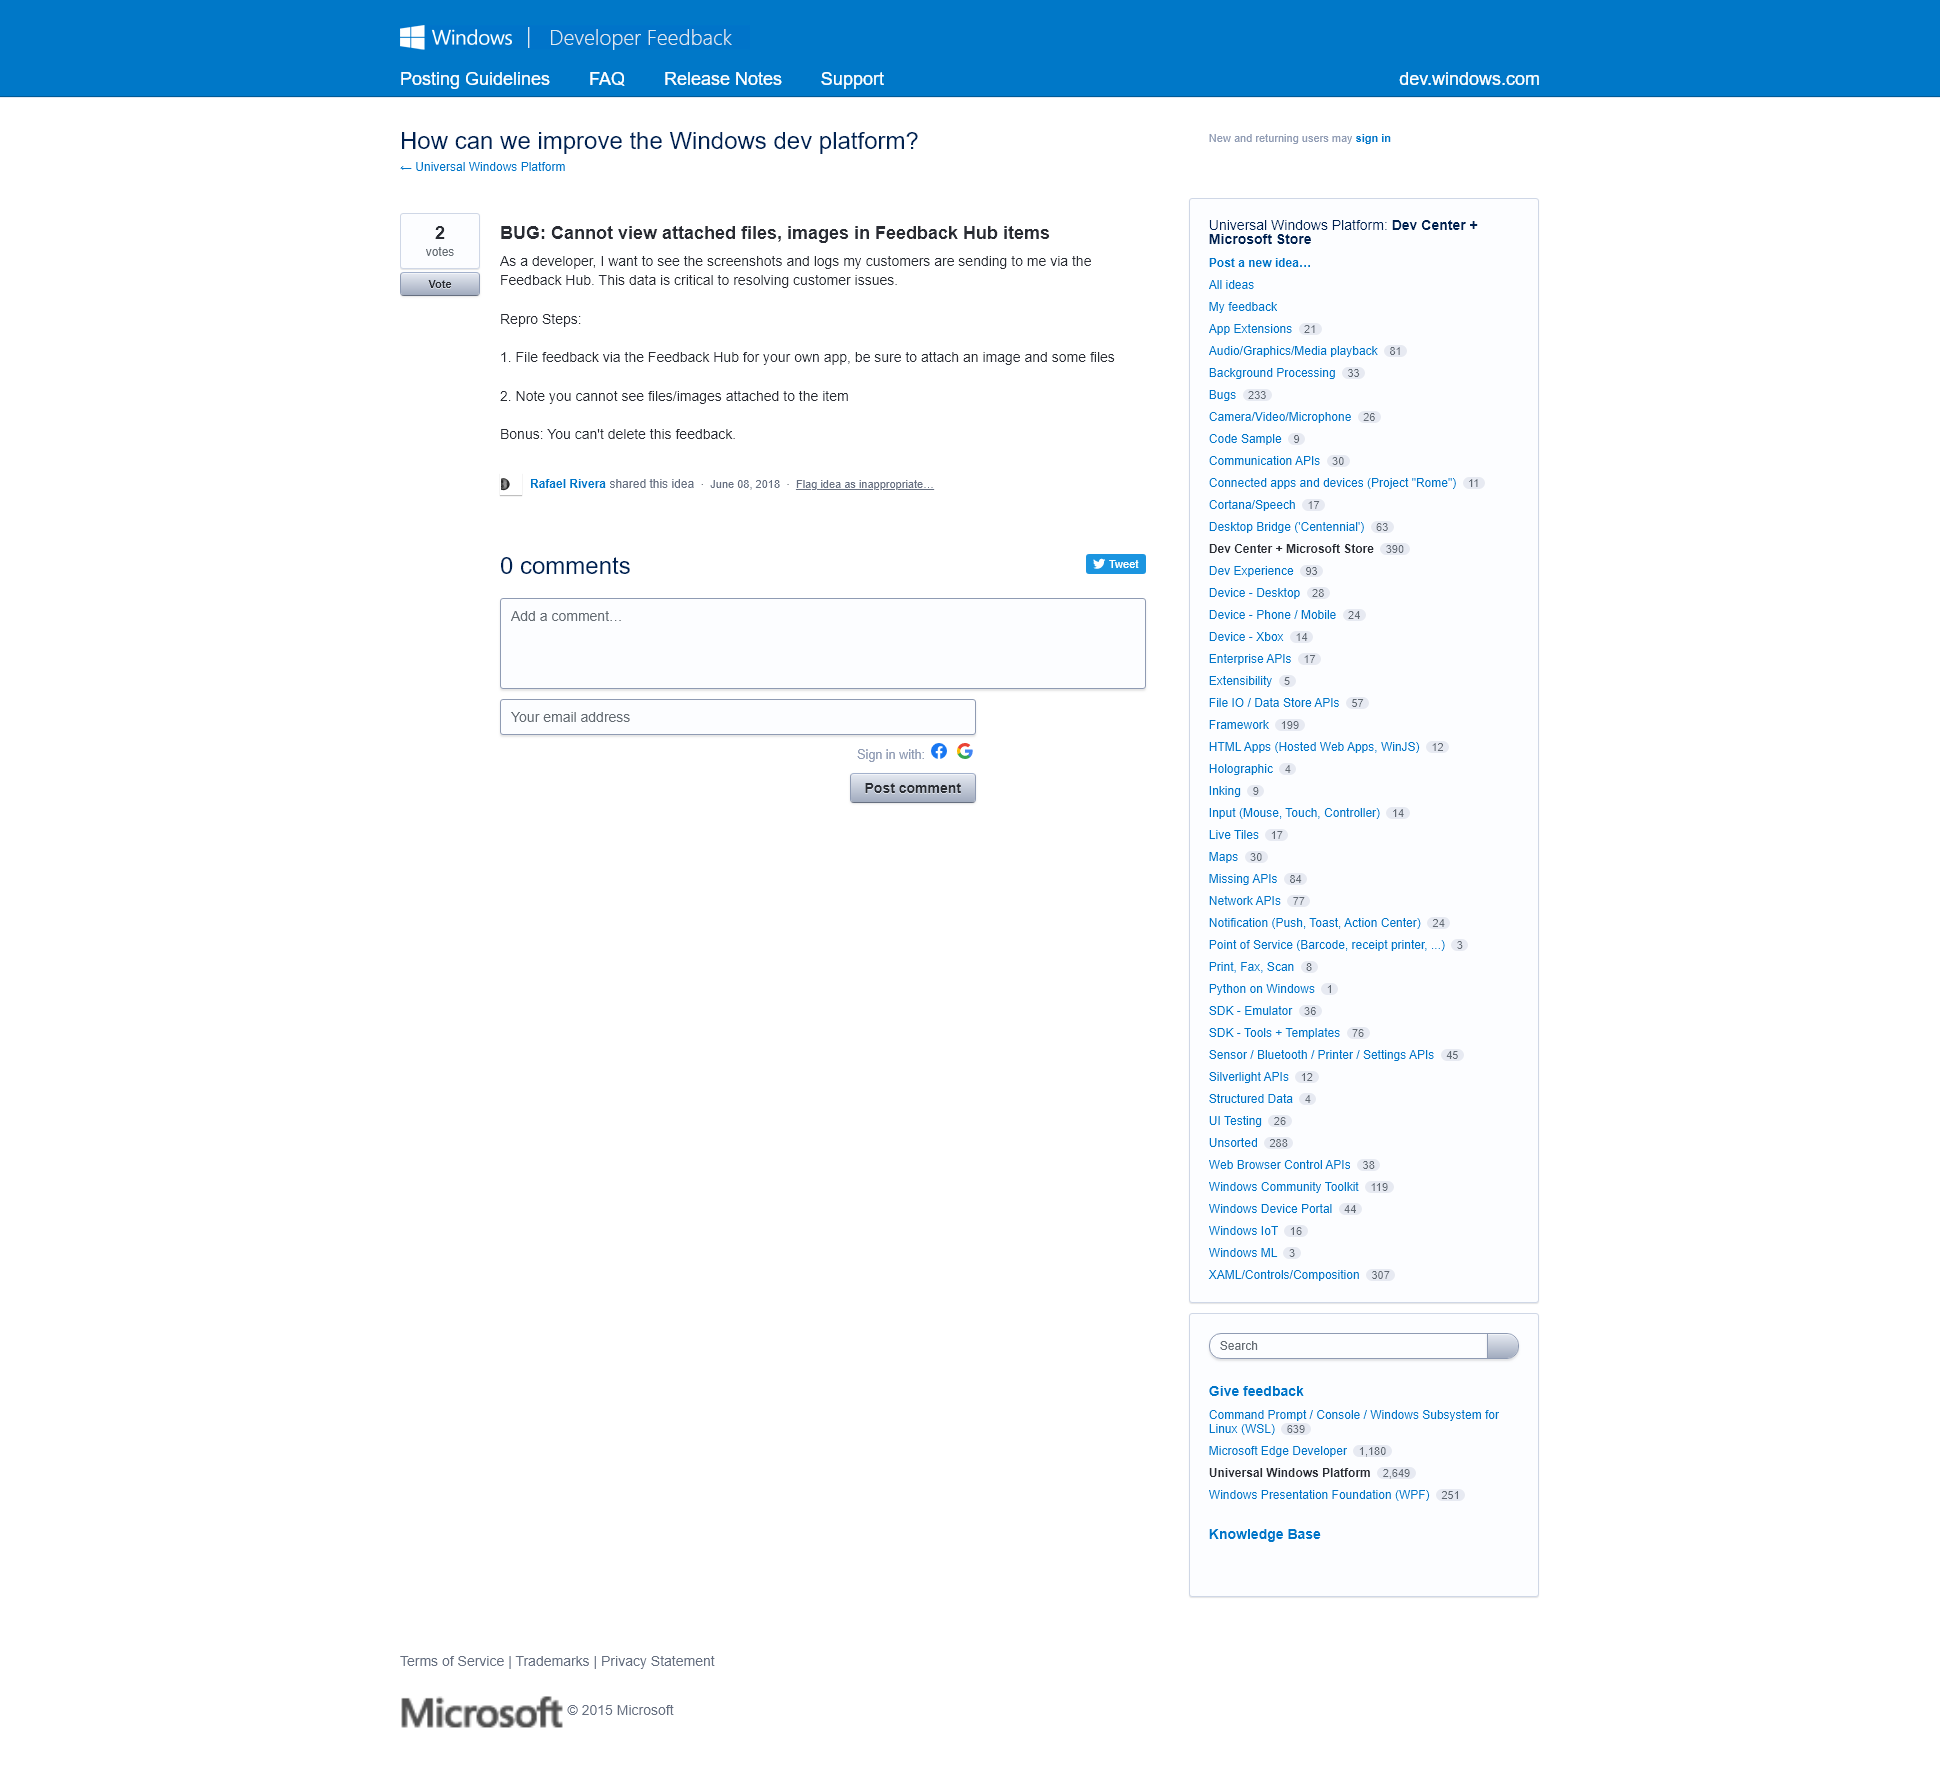 Windows | Developer Feedback
Posting Guidelines FAQ Release Notes Support dev.windows.com
How can we improve the Windows dev platform?
← Universal Windows Platform
New and returning users may sign in
2
votes
Vote
BUG: Cannot view attached files, images in Feedback Hub items
As a developer, I want to see the screenshots and logs my customers are sending to me via the
Feedback Hub. This data is critical to resolving customer issues.
Repro Steps:
1. File feedback via the Feedback Hub for your own app, be sure to attach an image and some files
2. Note you cannot see files/images attached to the item
Bonus: You can't delete this feedback.
Rafael Rivera shared this idea · June 08, 2018 · Flag idea as inappropriate…
0 comments
Tweet
Add a comment…
Your email address
Sign in with:
Post comment
Universal Windows Platform: Dev Center +
Microsoft Store
Post a new idea…
All ideas
My feedback
App Extensions 21
Audio/Graphics/Media playback 81
Background Processing 33
Bugs 233
Camera/Video/Microphone 26
Code Sample 9
Communication APIs 30
Connected apps and devices (Project "Rome") 11
Cortana/Speech 17
Desktop Bridge ('Centennial') 63
Dev Center + Microsoft Store 390
Dev Experience 93
Device - Desktop 28
Device - Phone / Mobile 24
Device - Xbox 14
Enterprise APIs 17
Extensibility 5
File IO / Data Store APIs 57
Framework 199
HTML Apps (Hosted Web Apps, WinJS) 12
Holographic 4
Inking 9
Input (Mouse, Touch, Controller) 14
Live Tiles 17
Maps 30
Missing APIs 84
Network APIs 77
Notification (Push, Toast, Action Center) 24
Point of Service (Barcode, receipt printer, ...) 3
Print, Fax, Scan 8
Python on Windows 1
SDK - Emulator 36
SDK - Tools + Templates 76
Sensor / Bluetooth / Printer / Settings APIs 45
Silverlight APIs 12
Structured Data 4
UI Testing 26
Unsorted 288
Web Browser Control APIs 38
Windows Community Toolkit 119
Windows Device Portal 44
Windows IoT 16
Windows ML 3
XAML/Controls/Composition 307
Search
Give feedback
Command Prompt / Console / Windows Subsystem for
Linux (WSL) 639
Microsoft Edge Developer 1,180
Universal Windows Platform 2,649
Windows Presentation Foundation (WPF) 251
Knowledge Base
Terms of Service | Trademarks | Privacy Statement
Microsoft © 2015 Microsoft